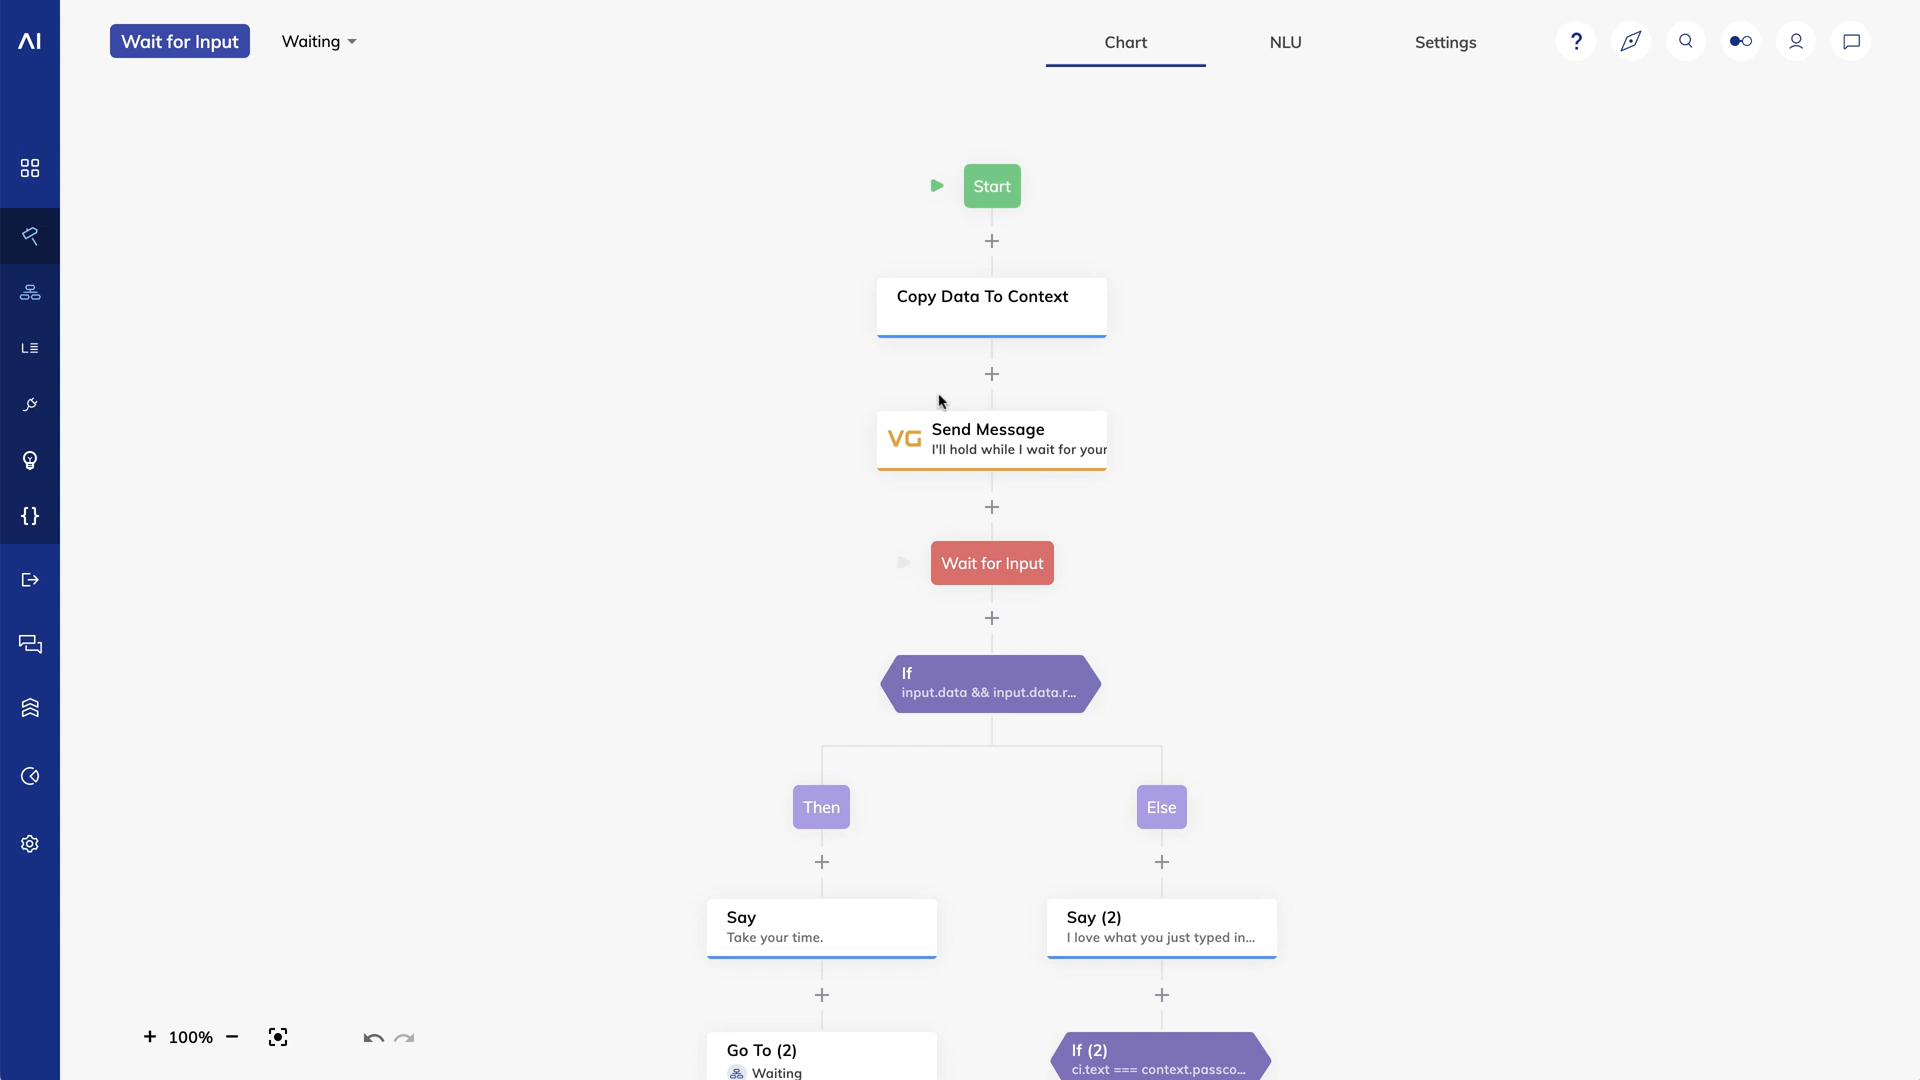 AI
Wait for Input
Waiting
Chart
NLU
Settings
?
Start
Copy Data To Context
VG
Send Message
I'll hold while I wait for your
Wait for Input
If
input.data && input.data.r...
Then
Else
Say
Take your time.
Say (2)
I love what you just typed in...
100%
Go To (2)
Waiting
If (2)
ci.text === context.passco...